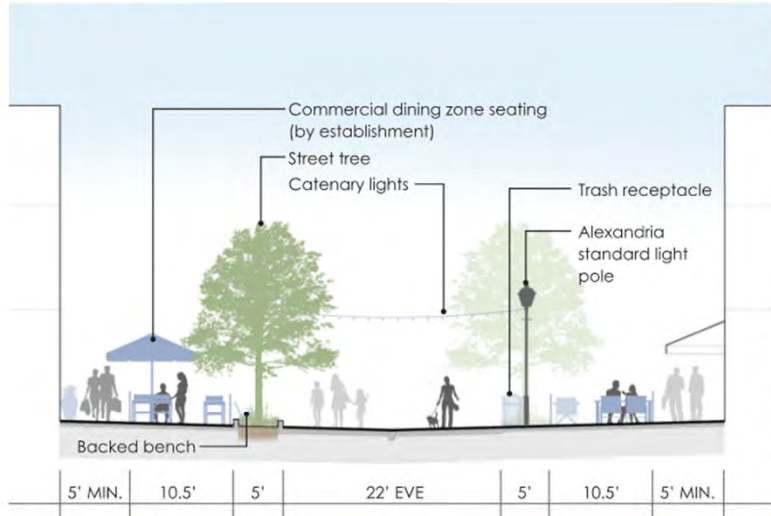 Commercial dining zone seating
(by establishment)
Street tree
Catenary lights
Trash receptacle
Alexandria
standard light
pole
Backed bench
5' MIN. 10.5' 5' 22' EVE 5' 10.5' 5' MIN.